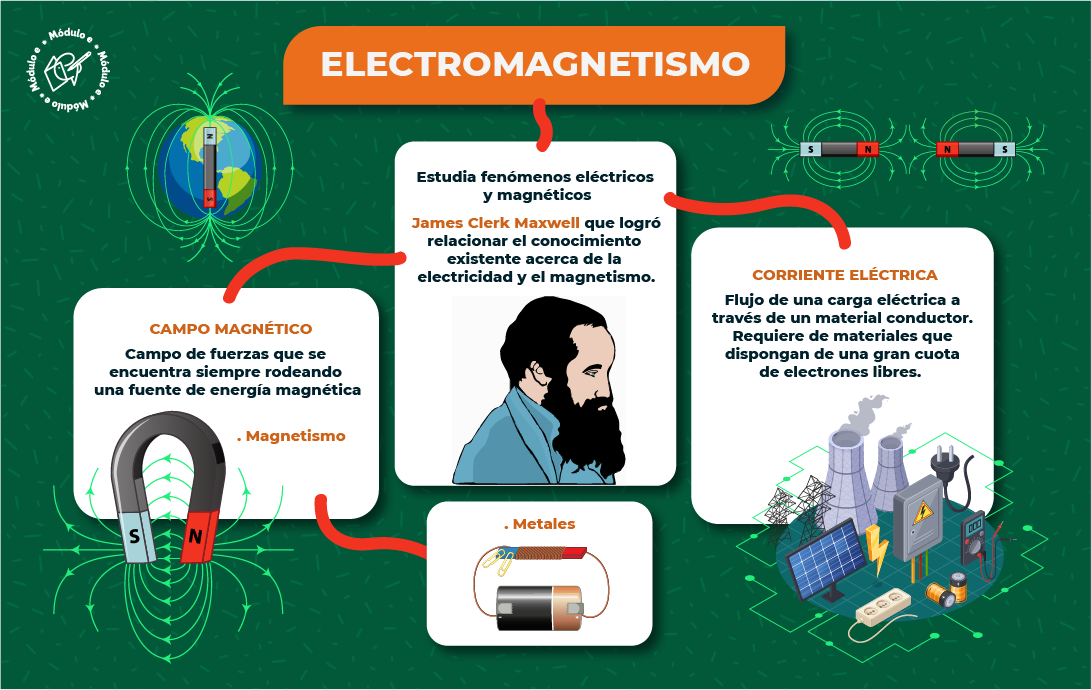 Módulo e * Módulo e * Módulo e * Módulo e *
ELECTROMAGNETISMO
N
S
S
N
N
S
Estudia fenómenos eléctricos
y magnéticos
James Clerk Maxwell que logró
relacionar el conocimiento
existente acerca de la
electricidad y el magnetismo.
CAMPO MAGNÉTICO
Campo de fuerzas que se
encuentra siempre rodeando
una fuente de energía magnética
. Magnetismo
S
N
CORRIENTE ELÉCTRICA
Flujo de una carga eléctrica a
través de un material conductor.
Requiere de materiales que
dispongan de una gran cuota
de electrones libres.
. Metales